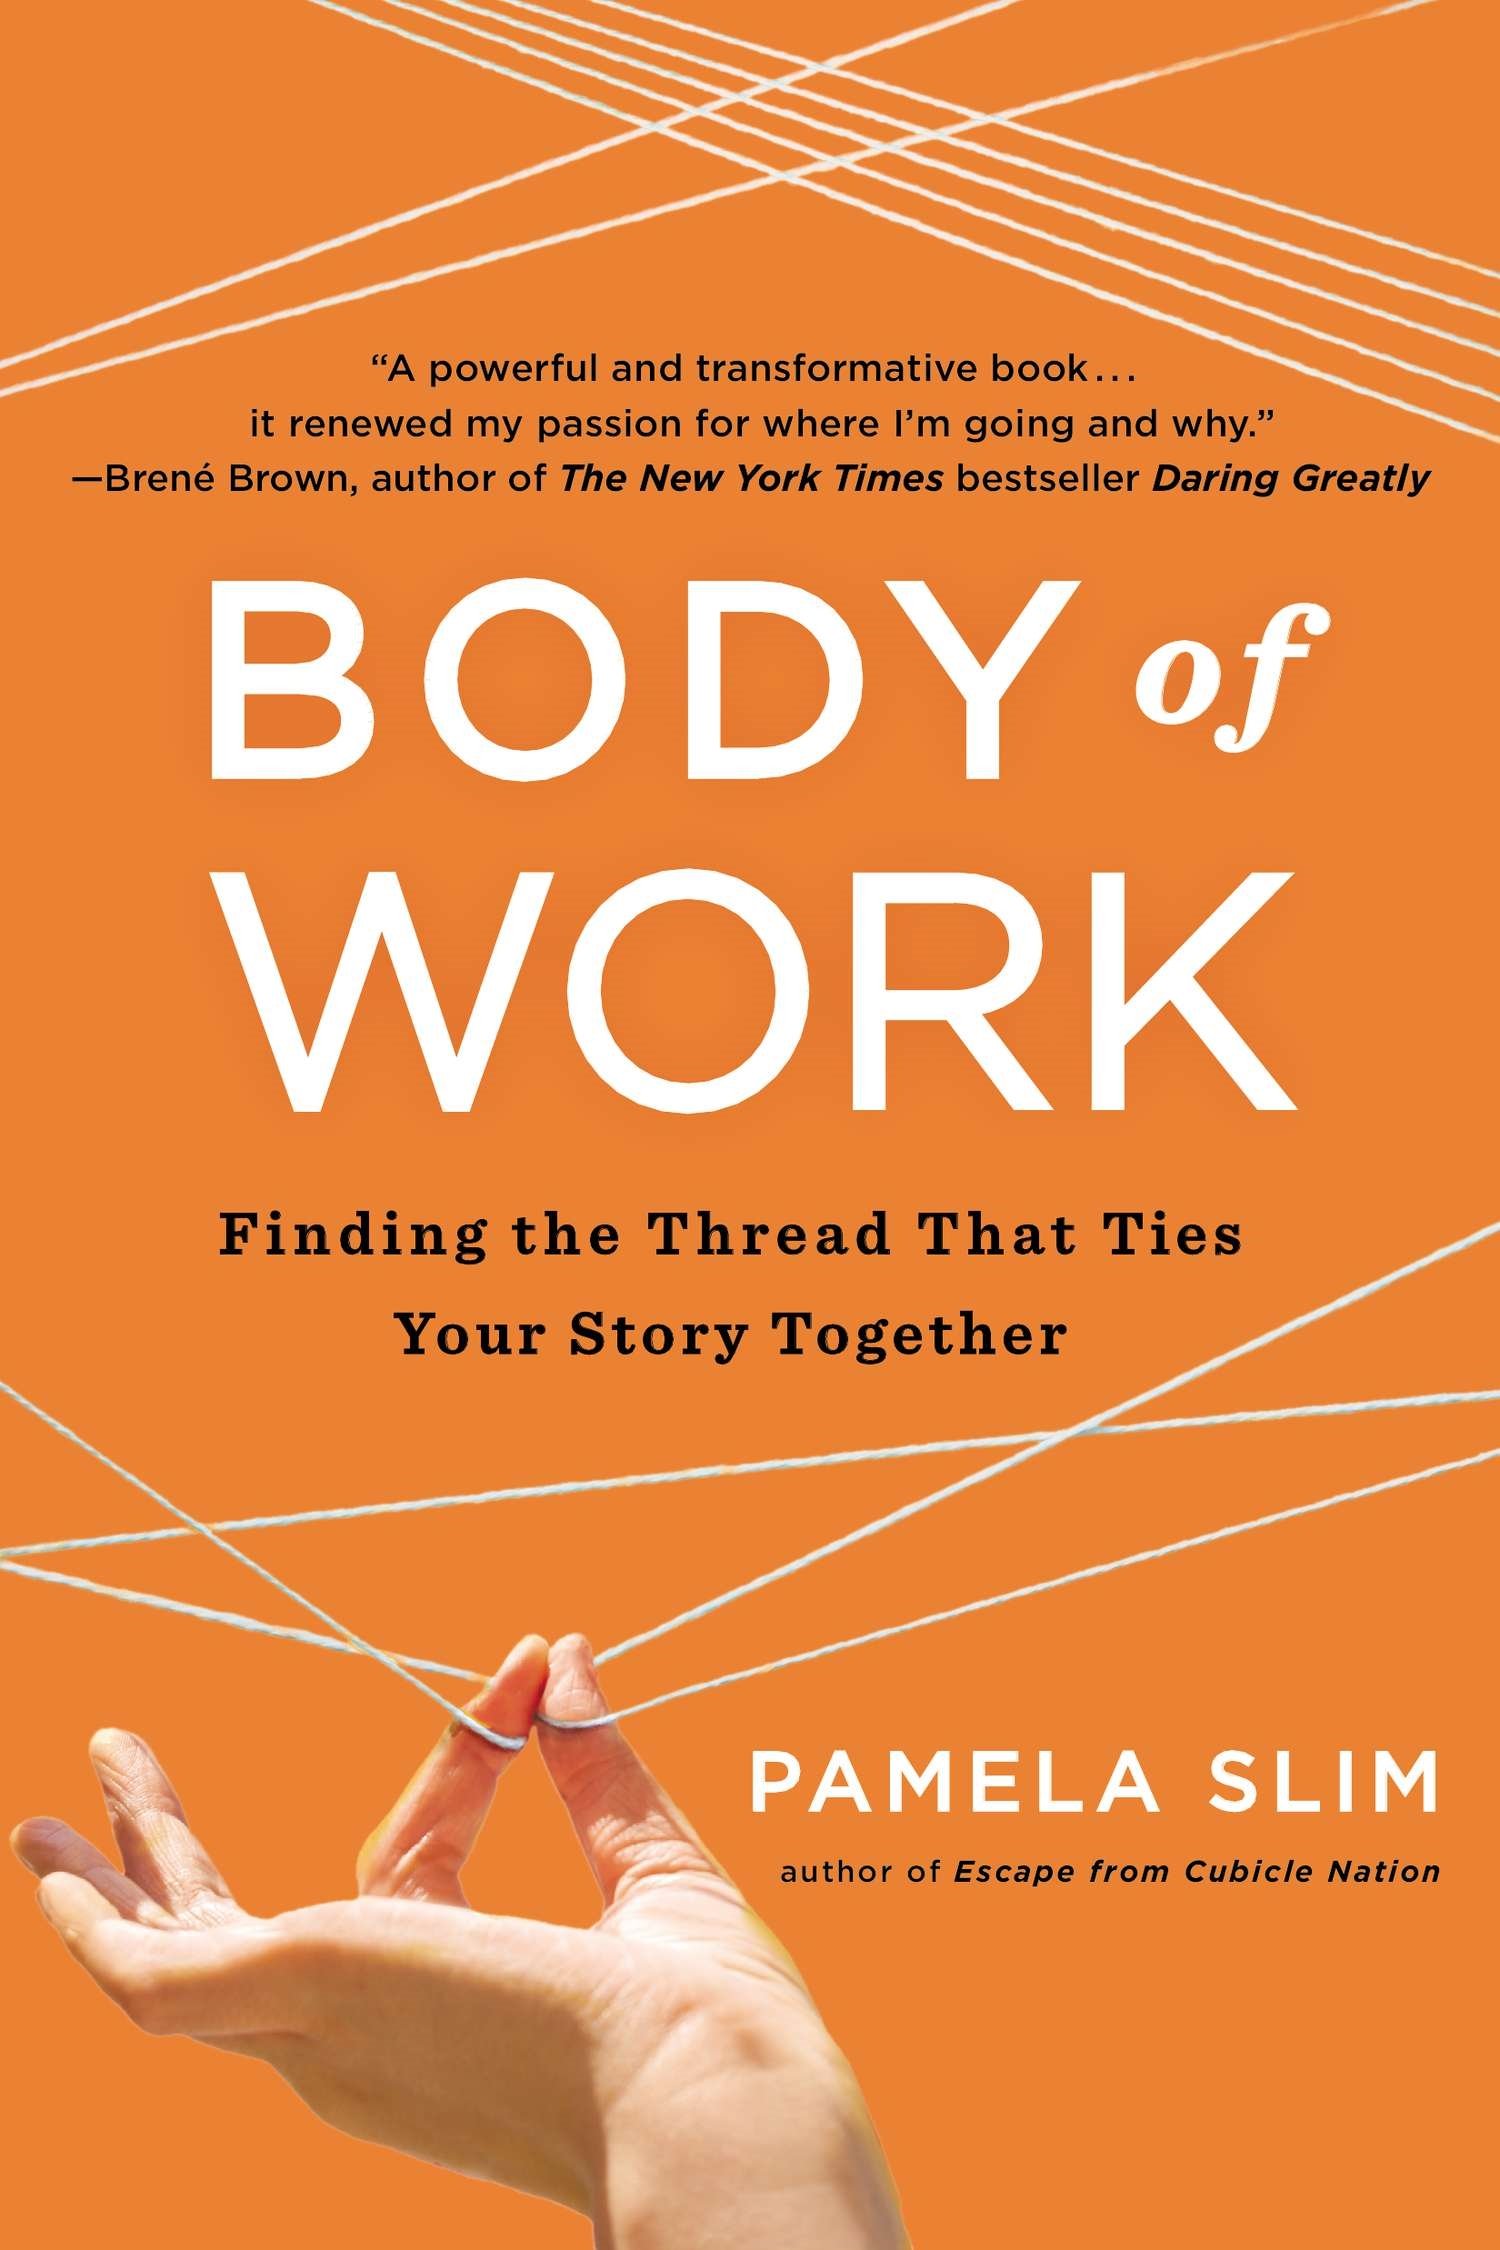 “A powerful and transformative book...
it renewed my passion for where I’m going and why.”
—Brené Brown, author of The New York Times bestseller Daring Greatly
BODY of
WORK
Finding the Thread That Ties
Your Story Together
PAMELA SLIM
author of Escape from Cubicle Nation